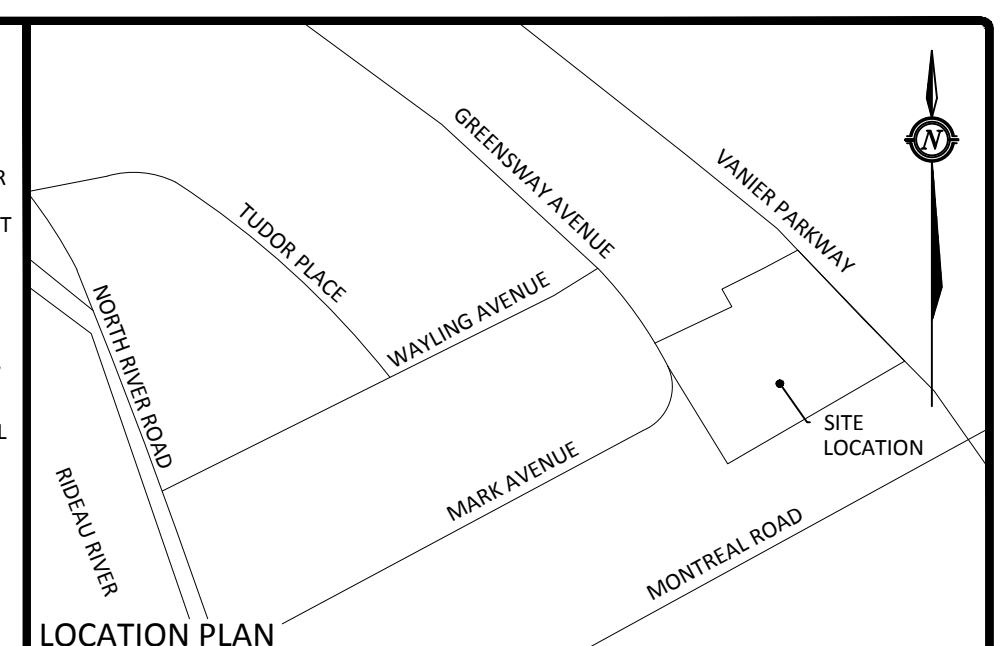 GREENSWAY AVENUE
VANIER PARKWAY
N
R
T
TUDOR PLACE
WAYLING AVENUE
NORTH RIVER ROAD
L
SITE
LOCATION
MARK AVENUE
RIDEAU RIVER
MONTREAL ROAD
LOCATION PLAN